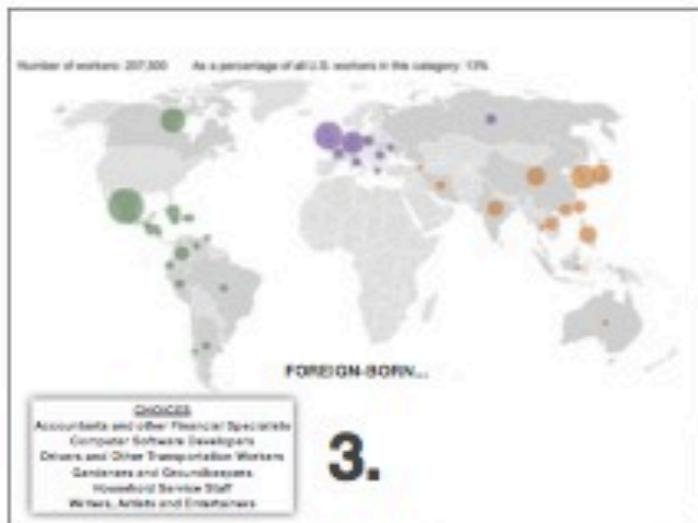 Number of workers: 207,500 As a percentage of all U.S. workers in this category: 13%
FOREIGN-BORN...
CHOICES
Accountants and other Financial Specialists
Computer Software Developers
Drivers and Other Transportation Workers
Gardeners and Groundkeepers
Household Service Staff
Writers, Artists and Entertainers
3.